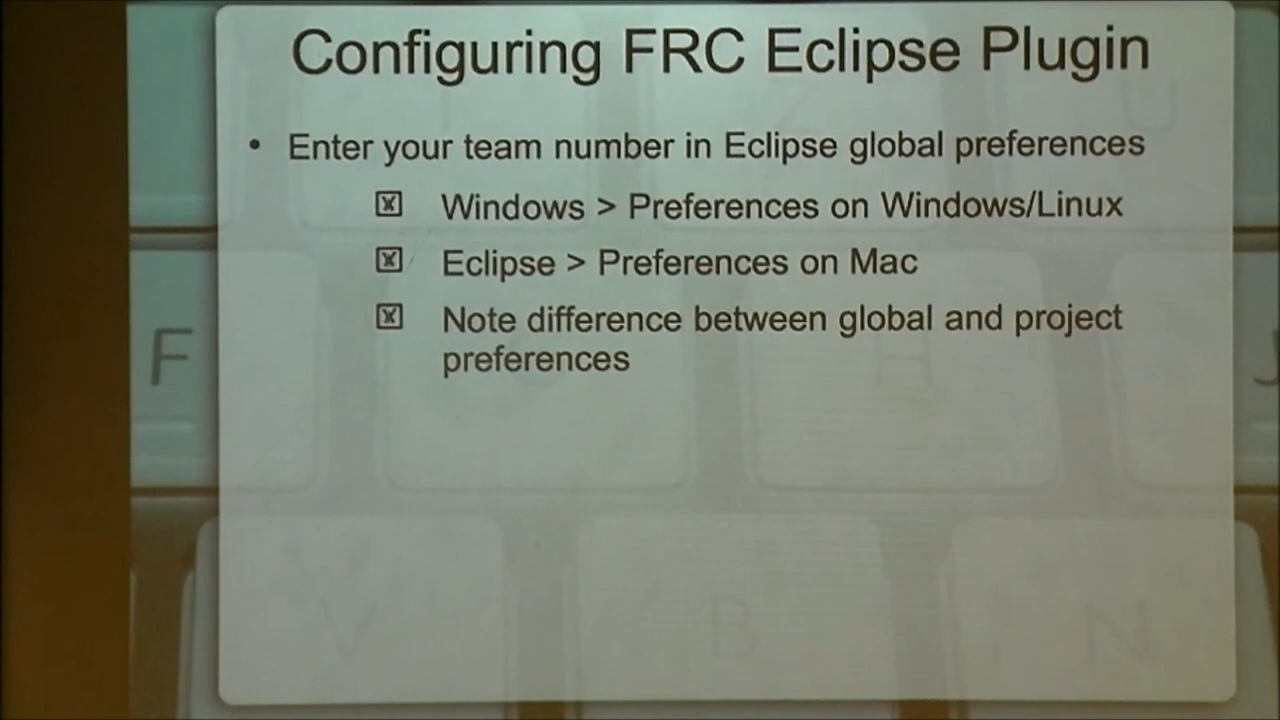 Configuring FRC Eclipse Plugin
• Enter your team number in Eclipse global preferences
Windows > Preferences on Windows/Linux
Eclipse > Preferences on Mac
Note difference between global and project
preferences
F
J
V B N